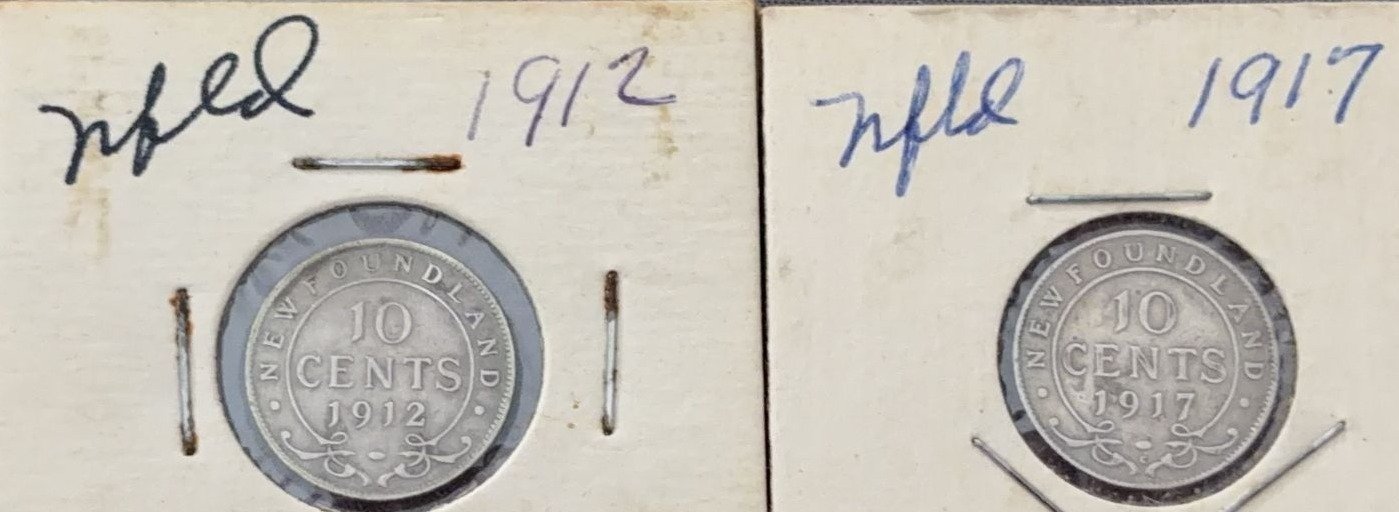 Nfld 1912
NEWFOUNDLAND
10
CENTS
1912
Nfld 1917
NEWFOUNDLAND
10
CENTS
1917
C